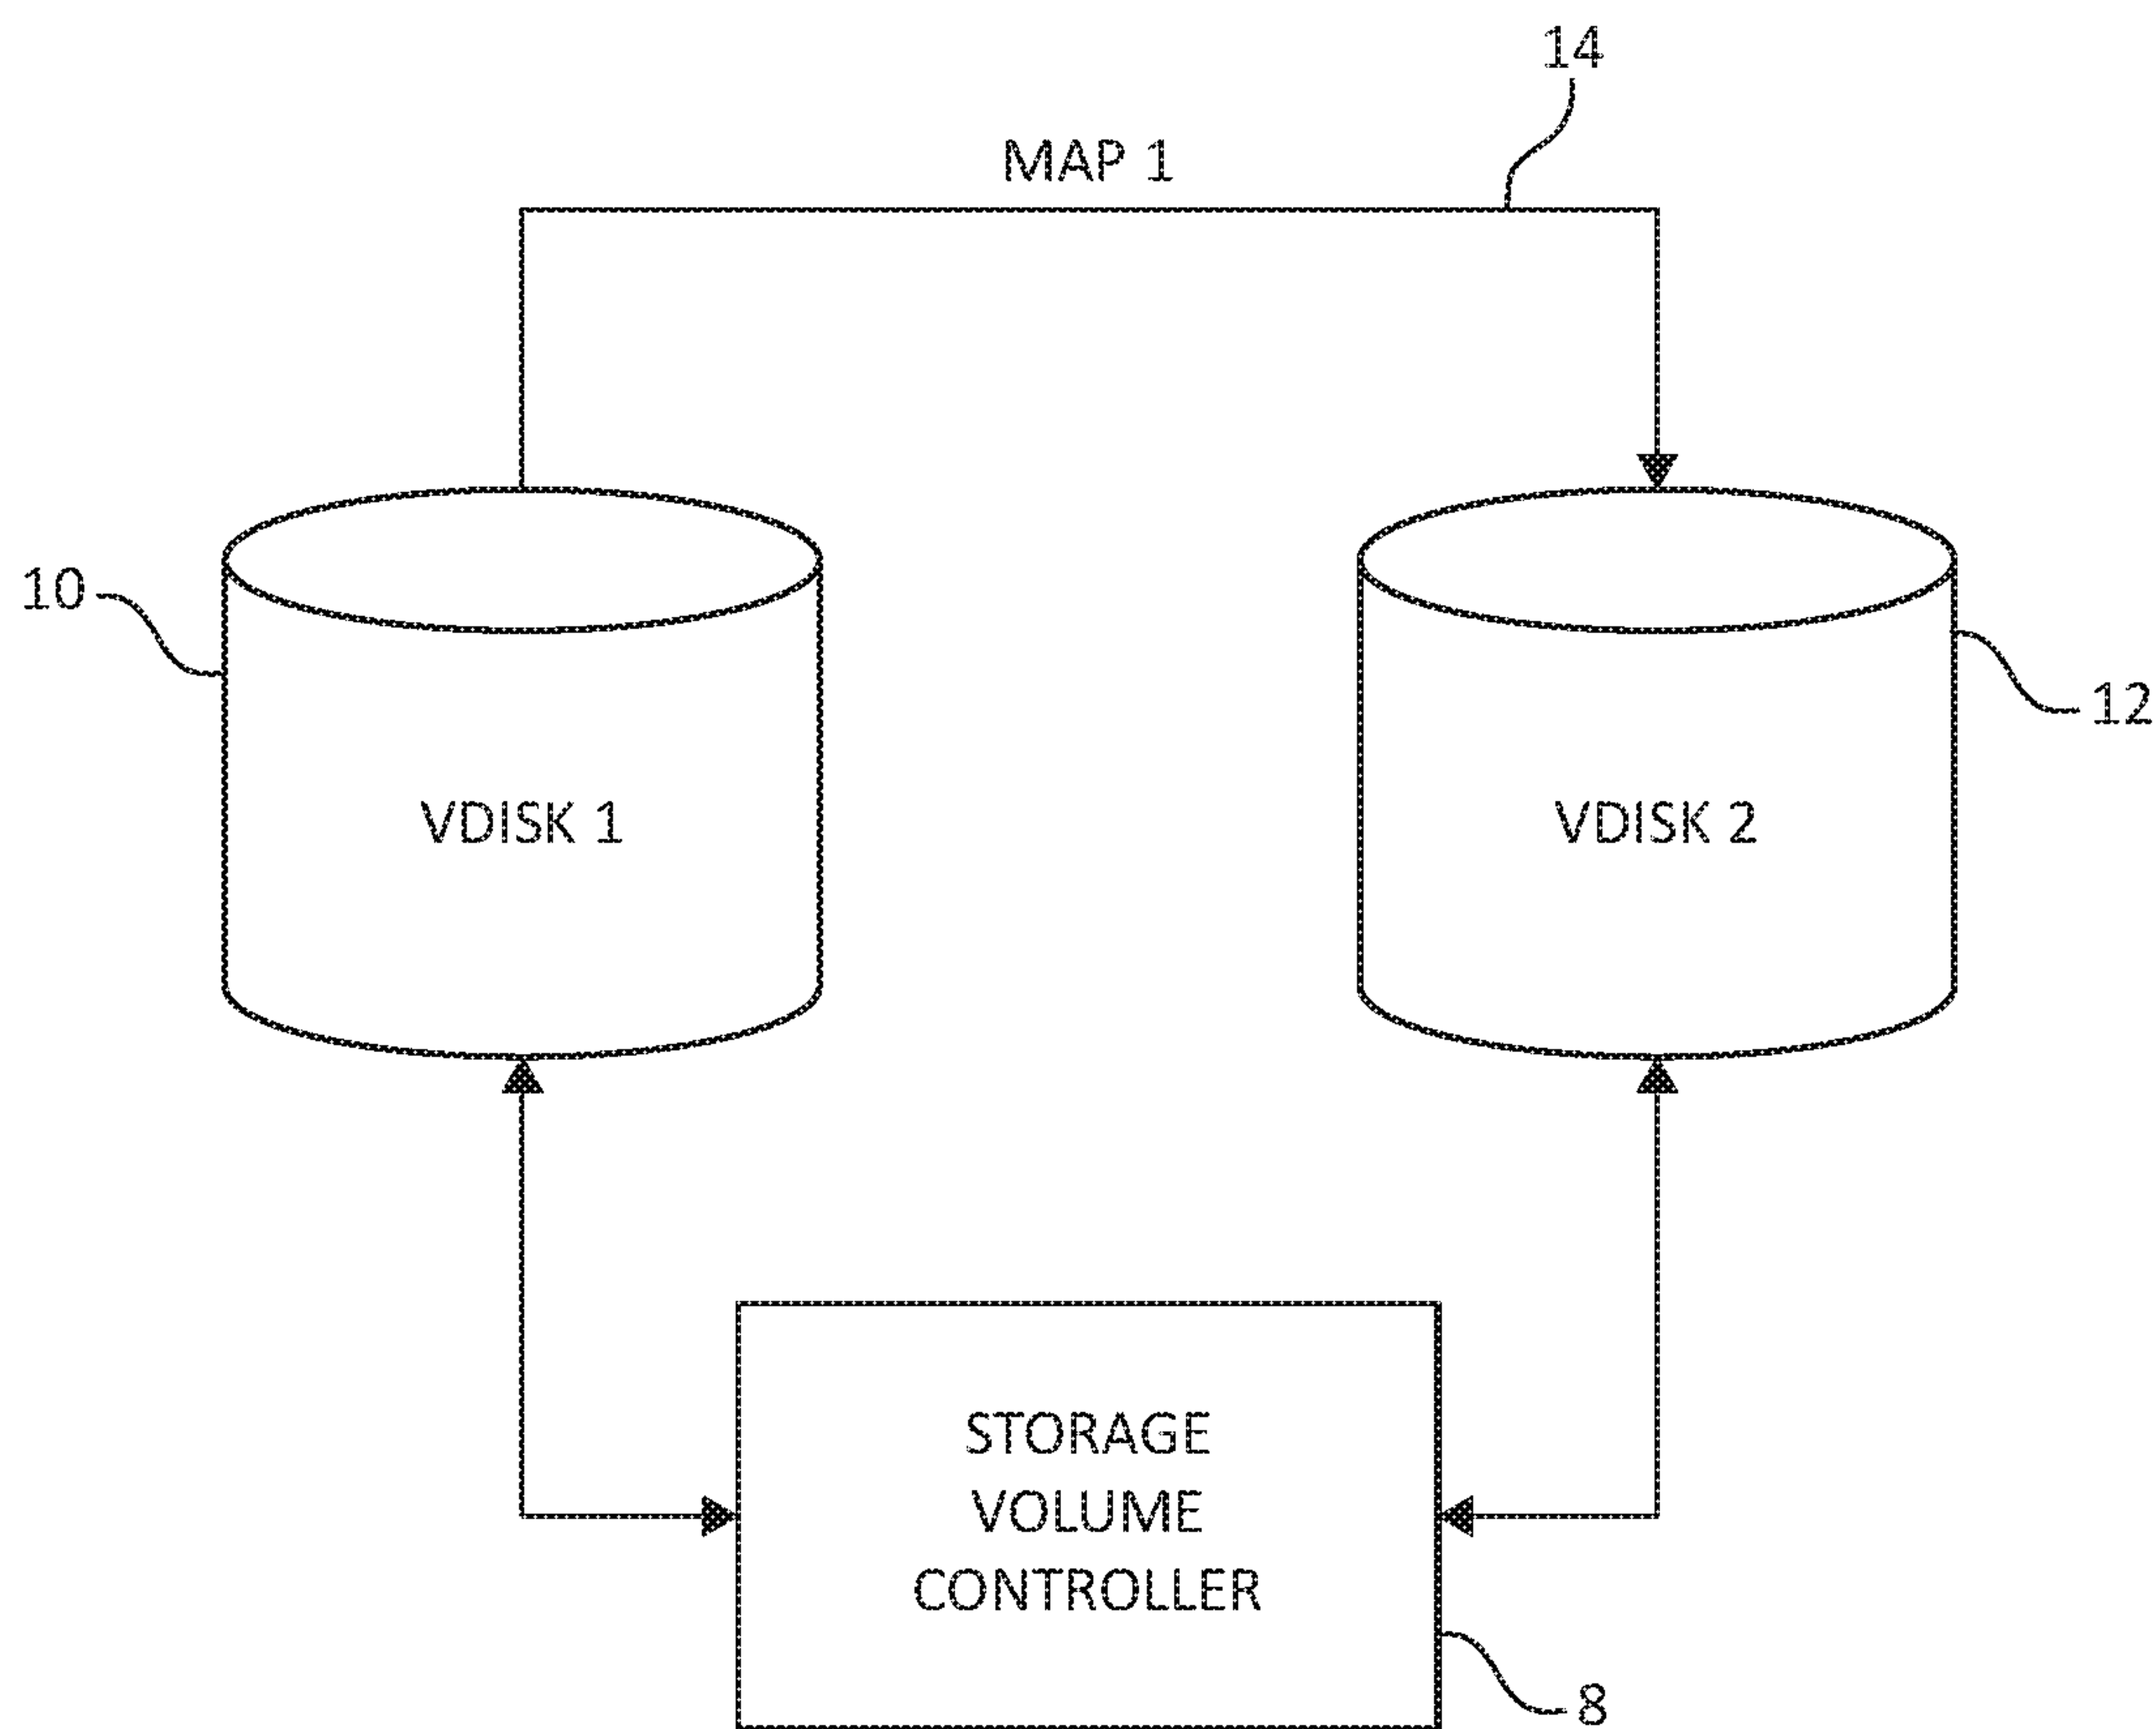 14
MAP 1
10
12
VDISK 1
VDISK 2
STORAGE
VOLUME
CONTROLLER
8